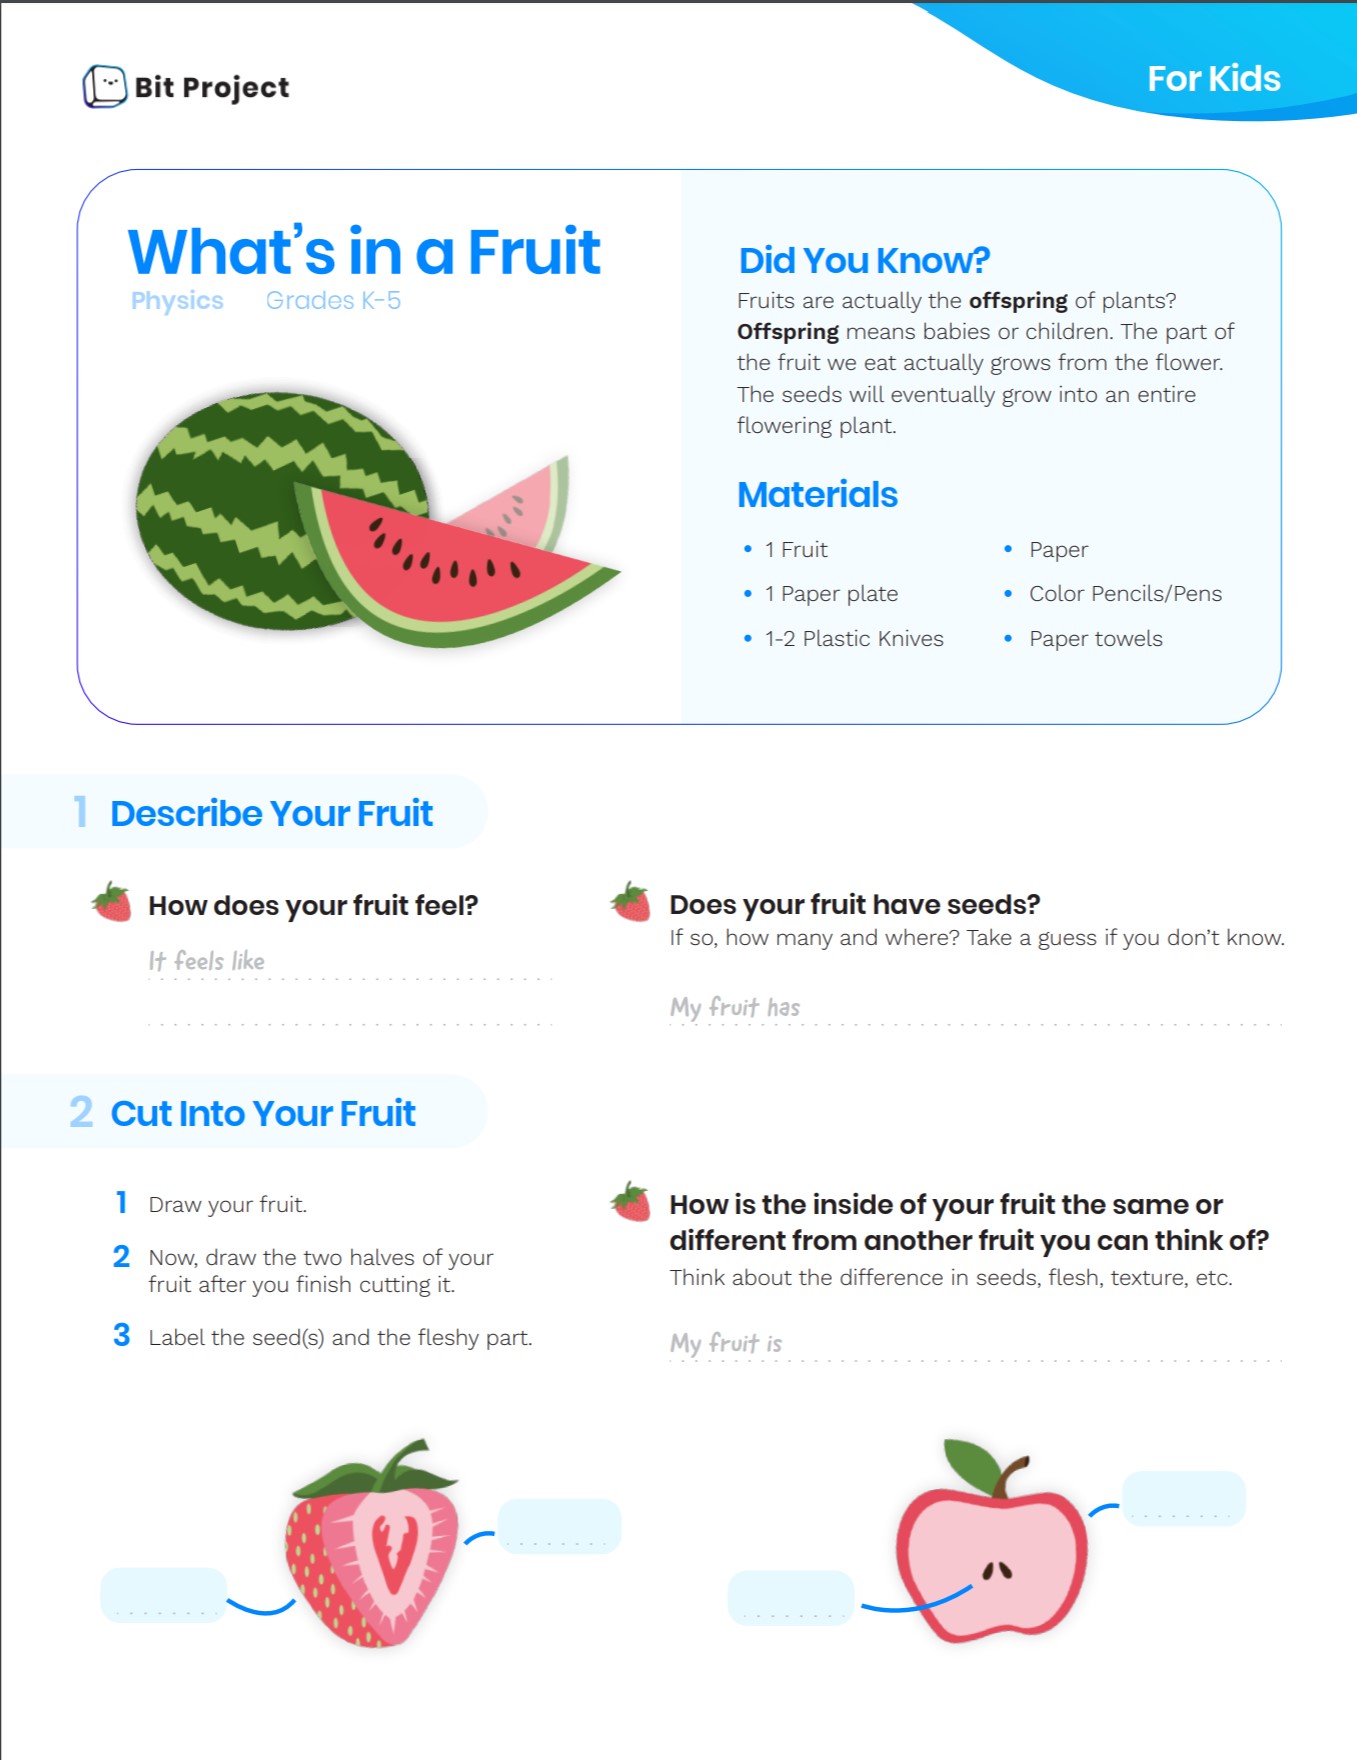 Bit Project
For Kids
What's in a Fruit
Physics Grades K-5
Did You Know?
Fruits are actually the offspring of plants?
Offspring means babies or children. The part of
the fruit we eat actually grows from the flower.
The seeds will eventually grow into an entire
flowering plant.
Materials
• 1 Fruit
• 1 Paper plate
• 1-2 Plastic Knives
• Paper
• Color Pencils/Pens
• Paper towels
1 Describe Your Fruit
How does your fruit feel?
It feels like
Does your fruit have seeds?
If so, how many and where? Take a guess if you don't know.
My fruit has
2 Cut Into Your Fruit
1 Draw your fruit.
2 Now, draw the two halves of your
fruit after you finish cutting it.
3 Label the seed(s) and the fleshy part.
How is the inside of your fruit the same or
different from another fruit you can think of?
Think about the difference in seeds, flesh, texture, etc.
My fruit is